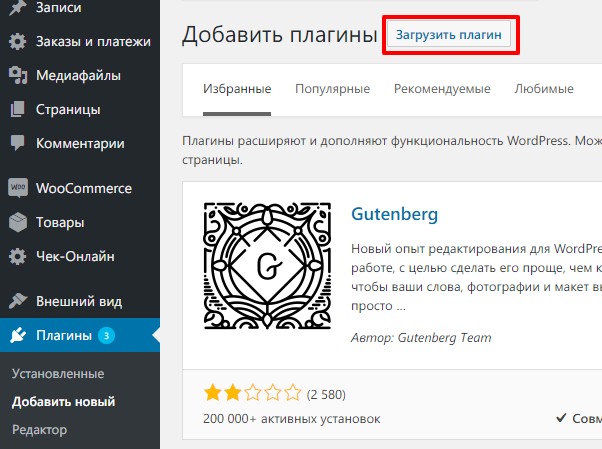 Записи
Заказы и платежи
Медиафайлы
Страницы
Комментарии
WOO WooCommerce
Товары
Чек-Онлайн
Внешний вид
Плагины 3
Установленные
Добавить новый
Редактор
Добавить плагины Загрузить плагин
Избранные Популярные Рекомендуемые Любимые
Плагины расширяют и дополняют функциональность WordPress. Мож
страницы.
G
Gutenberg
Новый опыт редактирования для WordPre
работе, с целью сделать его проще, чем к
чтобы ваши слова, фотографии и макет вы
просто ...
Автор: Gutenberg Team
(2 580)
200 000+ активных установок
Совм